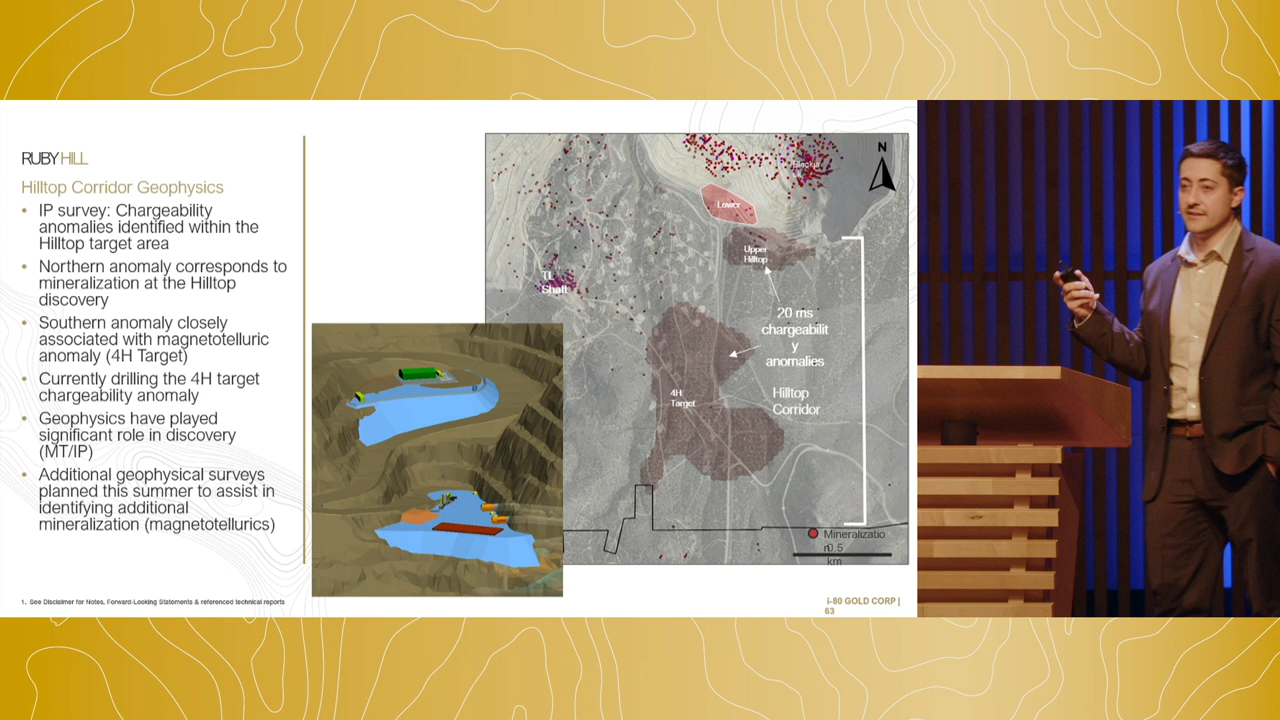 RUBY HILL
Hilltop Corridor Geophysics
• IP survey: Chargeability
anomalies identified within the
Hilltop target area
• Northern anomaly corresponds to
mineralization at the Hilltop
discovery
• Southern anomaly closely
associated with magnetotelluric
anomaly (4H Target)
• Currently drilling the 4H target
chargeability anomaly
• Geophysics have played
significant role in discovery
(MT/IP)
• Additional geophysical surveys
planned this summer to assist in
identifying additional
mineralization (magnetotellurics)
1. See Disclaimer for Notes, Forward-Looking Statements & referenced technical reports
N
Lower
Upper
Hilltop
Shaft
20 ms
chargeabilit
y
anomalies
4H
Target
Hilltop
Corridor
Mineralizatio
n
0.5
km
i-80 GOLD CORP |
63